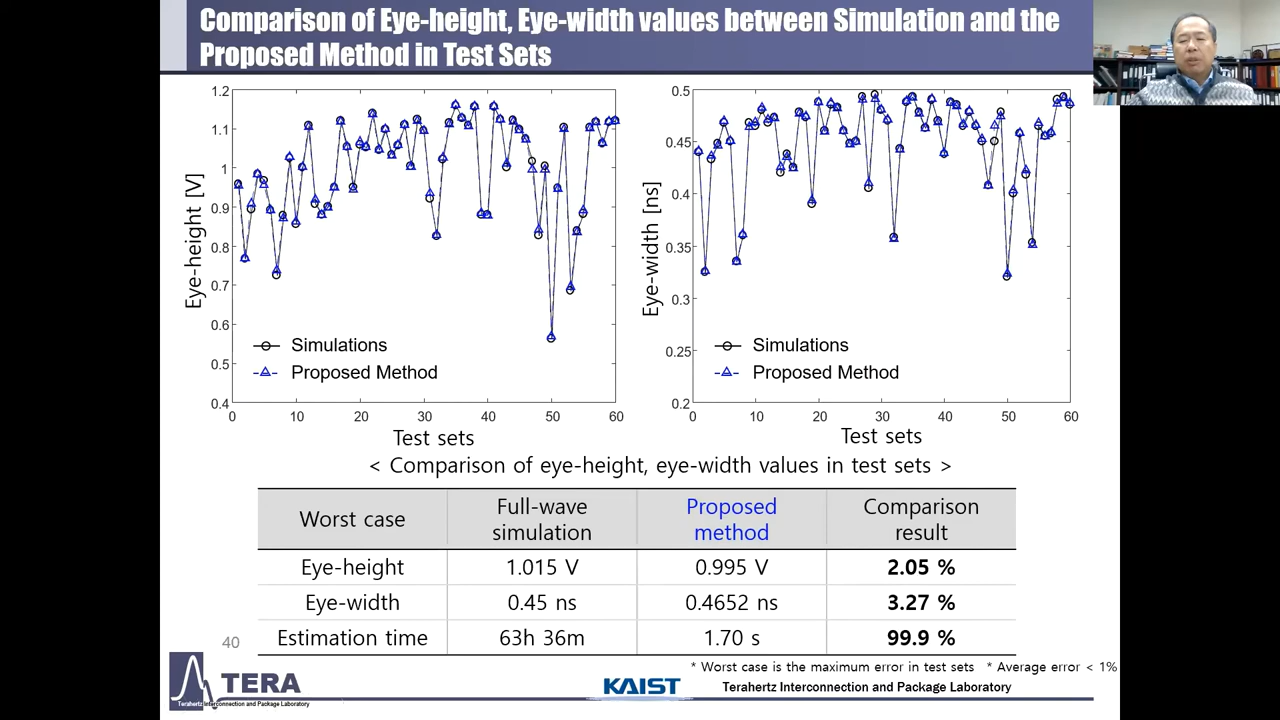 Comparison of Eye-height, Eye-width values between Simulation and the
Proposed Method in Test Sets
1.2
1.1
1
0.9
0.8
0.7
0.6
0.5
0.4
Eye-height [V]
Simulations
Proposed Method
0 10 20 30 40 50 60
Test sets
0.5
0.45
0.4
0.35
0.3
0.25
0.2
Eye-width [ns]
Simulations
Proposed Method
0 10 20 30 40 50 60
Test sets
< Comparison of eye-height, eye-width values in test sets >
Worst case Full-wave simulation Proposed method Comparison result
Eye-height 1.015 V 0.995 V 2.05 %
Eye-width 0.45 ns 0.4652 ns 3.27 %
Estimation time 63h 36m 1.70 s 99.9 %
40
* Worst case is the maximum error in test sets * Average error < 1%
TERA
Terahertz Interconnection and Package Laboratory
KAIST
Terahertz Interconnection and Package Laboratory